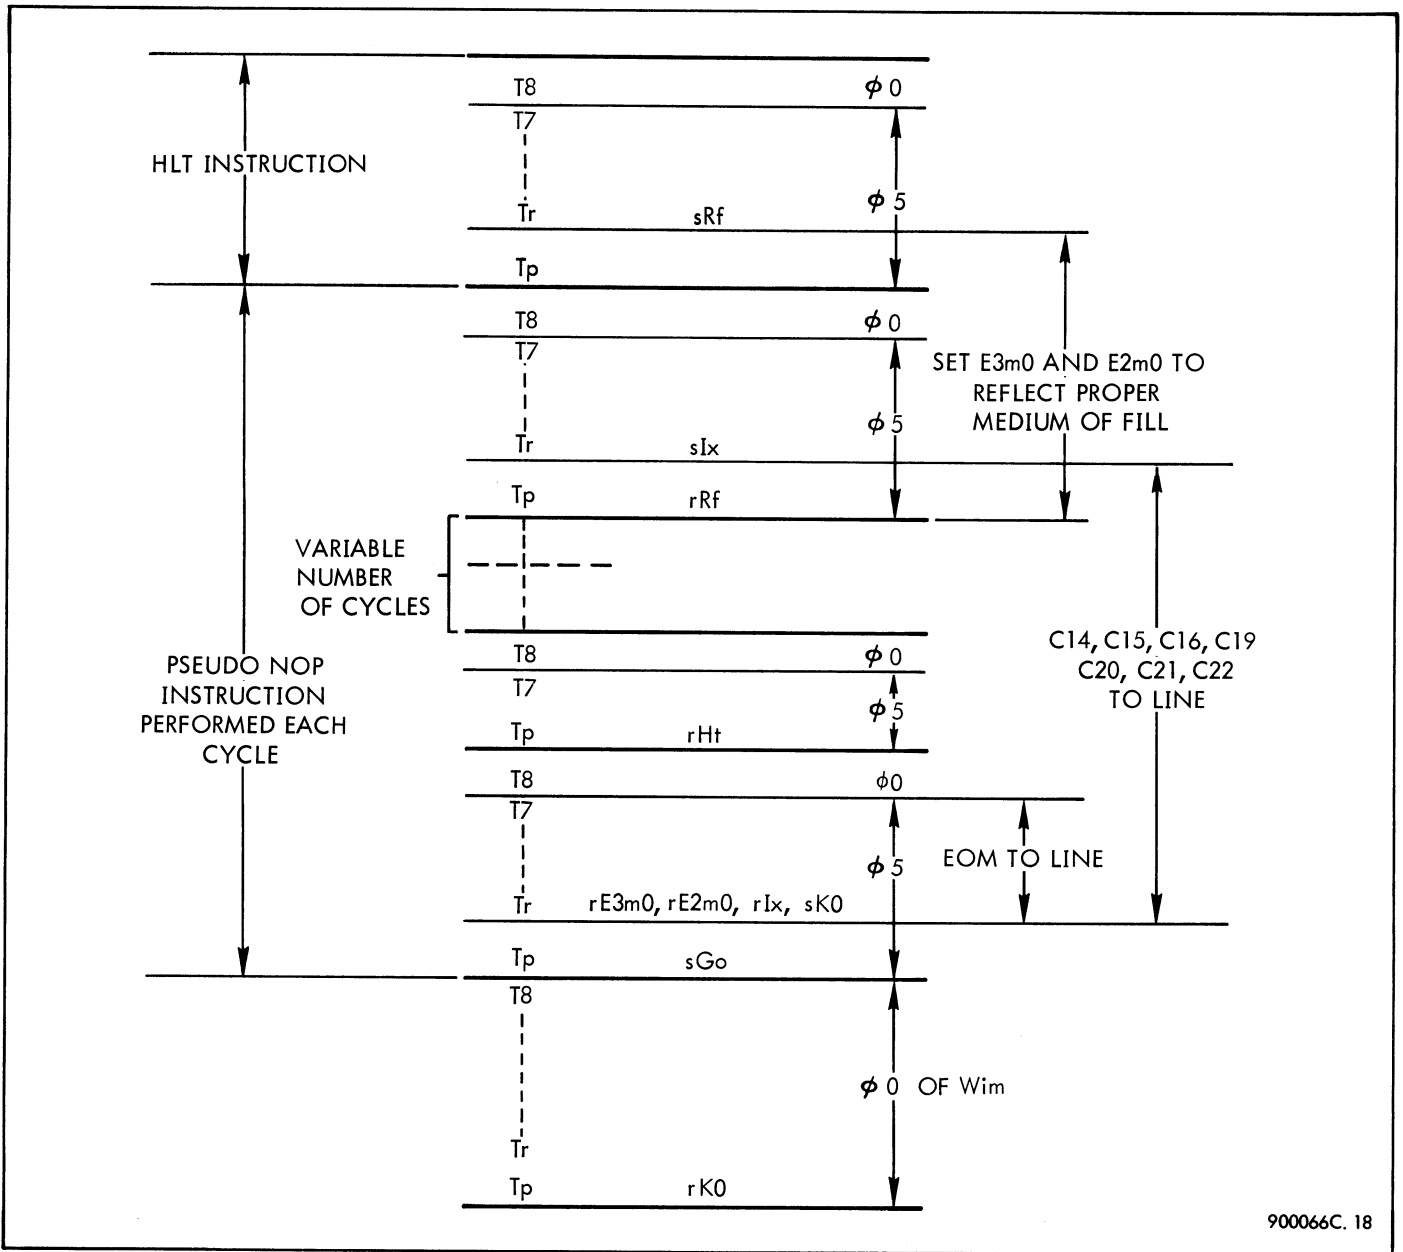 T8 ϕ 0
T7
HLT INSTRUCTION
ϕ 5
Tr sRf
Tp
T8 ϕ 0
T7
SET E3m0 AND E2m0 TO
REFLECT PROPER
MEDIUM OF FILL
ϕ 5
Tr sIx
Tp rRf
VARIABLE
NUMBER
OF CYCLES
C14, C15, C16, C19
C20, C21, C22
TO LINE
T8 ϕ 0
PSEUDO NOP
INSTRUCTION
PERFORMED EACH
CYCLE
T7
ϕ 5
Tp rHt
T8 ϕ0
T7
ϕ 5
EOM TO LINE
Tr rE3m0, rE2m0, rIx, sK0
Tp sGo
T8
ϕ 0 OF Wim
Tr
Tp rK0
900066C. 18